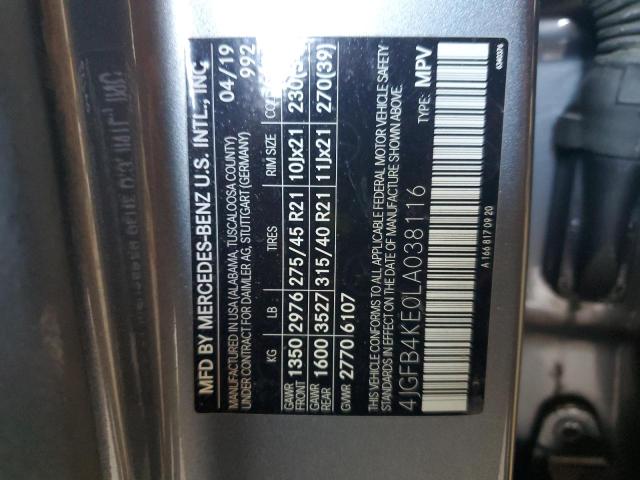 MFD BY MERCEDES-BENZ U.S. INTL., INC 04/19
MANUFACTURED IN USA (ALABAMA, TUSCALOOSA COUNTY) 992
UNDER CONTRACT FOR DAIMLER AG, STUTTGART (GERMANY)
KG LB TIRES RIM SIZE
GAWR FRONT 1350 2976 275/45 R21 10Jx21
GAWR REAR 1600 3527 315/40 R21 11Jx21 270(39)
GVWR 2770 6107
THIS VEHICLE CONFORMS TO ALL APPLICABLE FEDERAL MOTOR VEHICLE SAFETY
STANDARDS IN EFFECT ON THE DATE OF MANUFACTURE SHOWN ABOVE.
TYPE: MPV
4JGFB4KE0LA038116
A 166 817 09 20